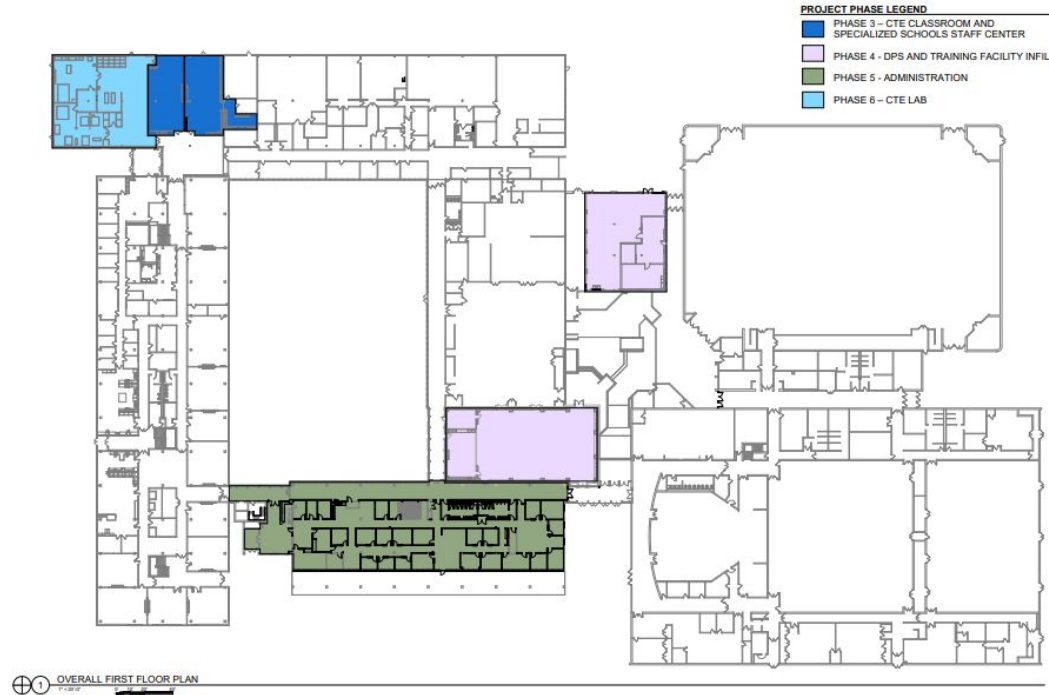 PROJECT PHASE LEGEND
PHASE 3 – CTE CLASSROOM AND
SPECIALIZED SCHOOLS STAFF CENTER
PHASE 4 - DPS AND TRAINING FACILITY INFIL
PHASE 5 - ADMINISTRATION
PHASE 6 – CTE LAB
1 OVERALL FIRST FLOOR PLAN